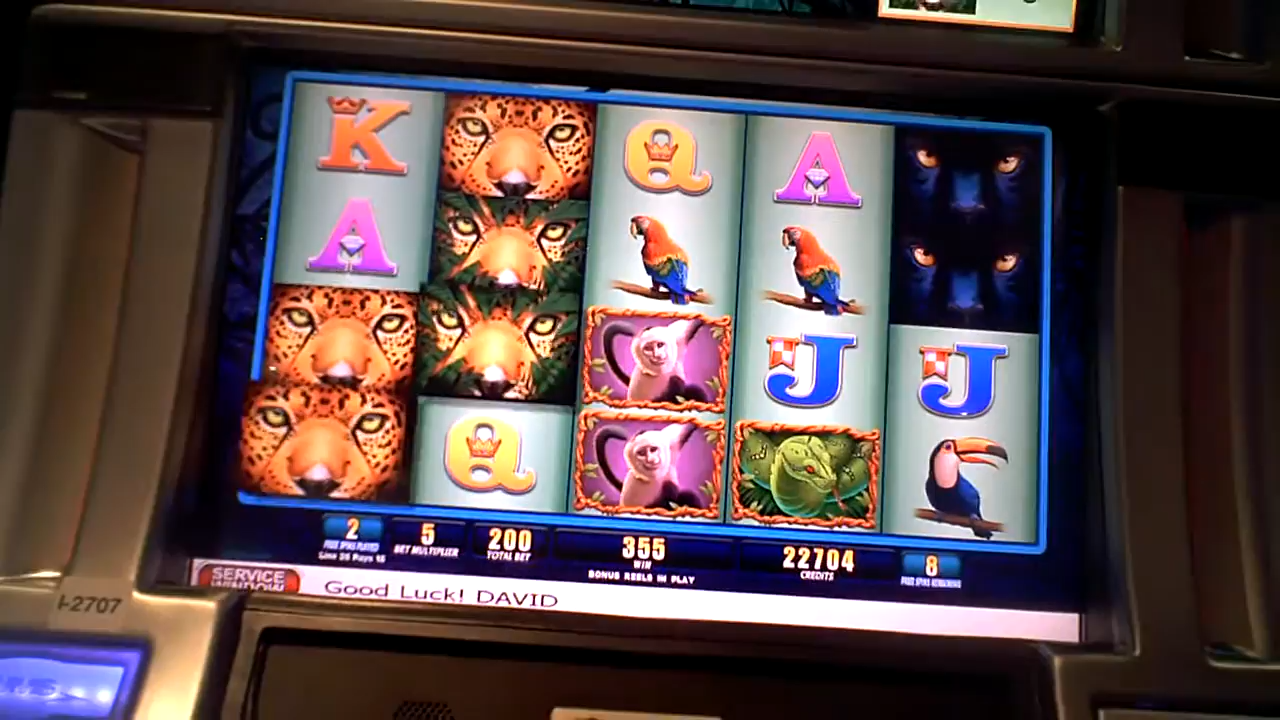 K
Q
A
A
J
J
Q
2
5
200
355
22704
8
FREE SPINS PLAYED
BET MULTIPLIER
TOTAL BET
WIN
CREDITS
FREE SPINS REMAINING
BONUS REELS IN PLAY
SERVICE WINDOW
Good Luck! DAVID
I-2707